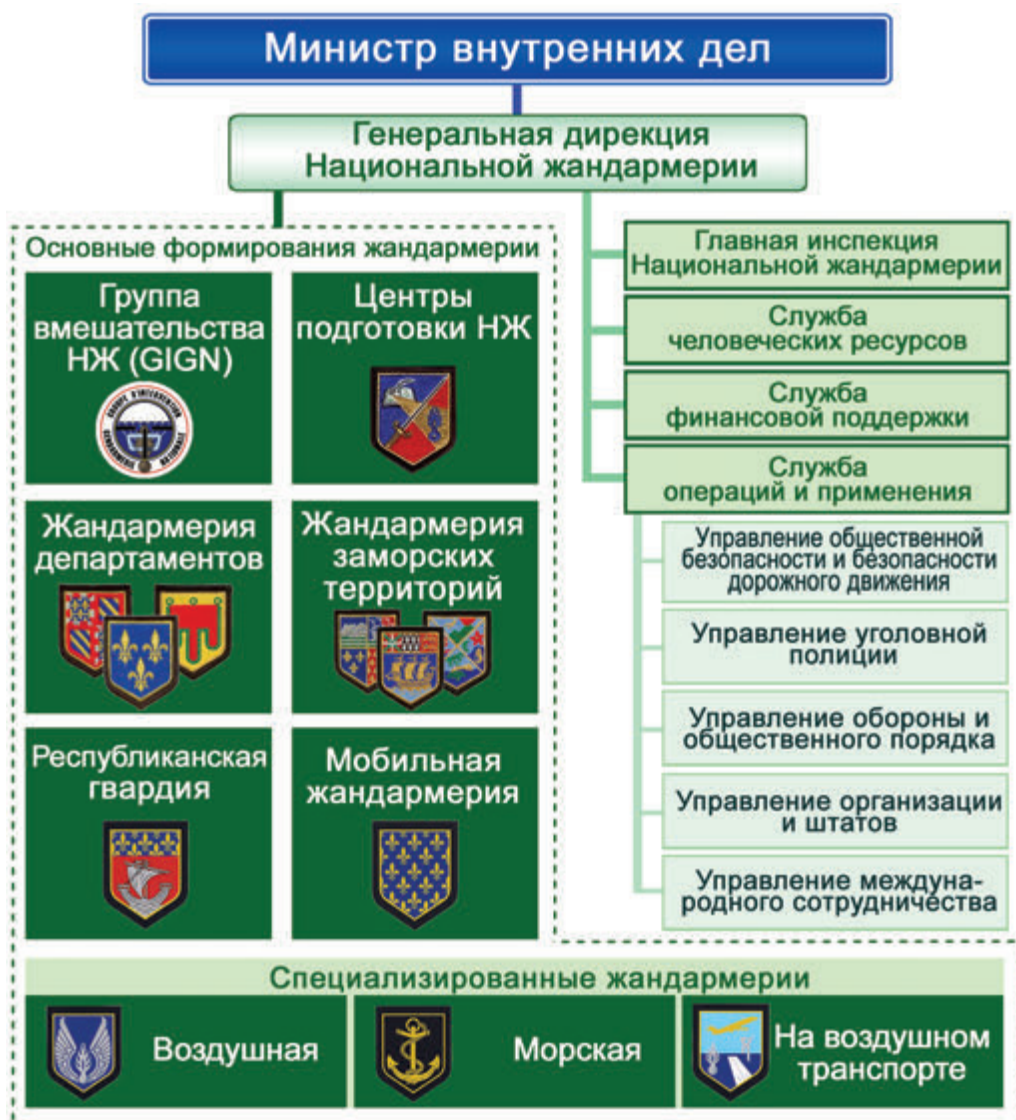 Министр внутренних дел
Генеральная дирекция
Национальной жандармерии
Основные формирования жандармерии
Группа
вмешательства
НЖ (GIGN)
Центры
подготовки НЖ
Жандармерия
департаментов
Жандармерия
заморских
территорий
Республиканская
гвардия
Мобильная
жандармерия
Главная инспекция
Национальной жандармерии
Служба
человеческих ресурсов
Служба
финансовой поддержки
Служба
операций и применения
Управление общественной
безопасности и безопасности
дорожного движения
Управление уголовной
полиции
Управление обороны и
общественного порядка
Управление организации
и штатов
Управление междуна-
родного сотрудничества
Специализированные жандармерии
Воздушная
Морская
На воздушном
транспорте